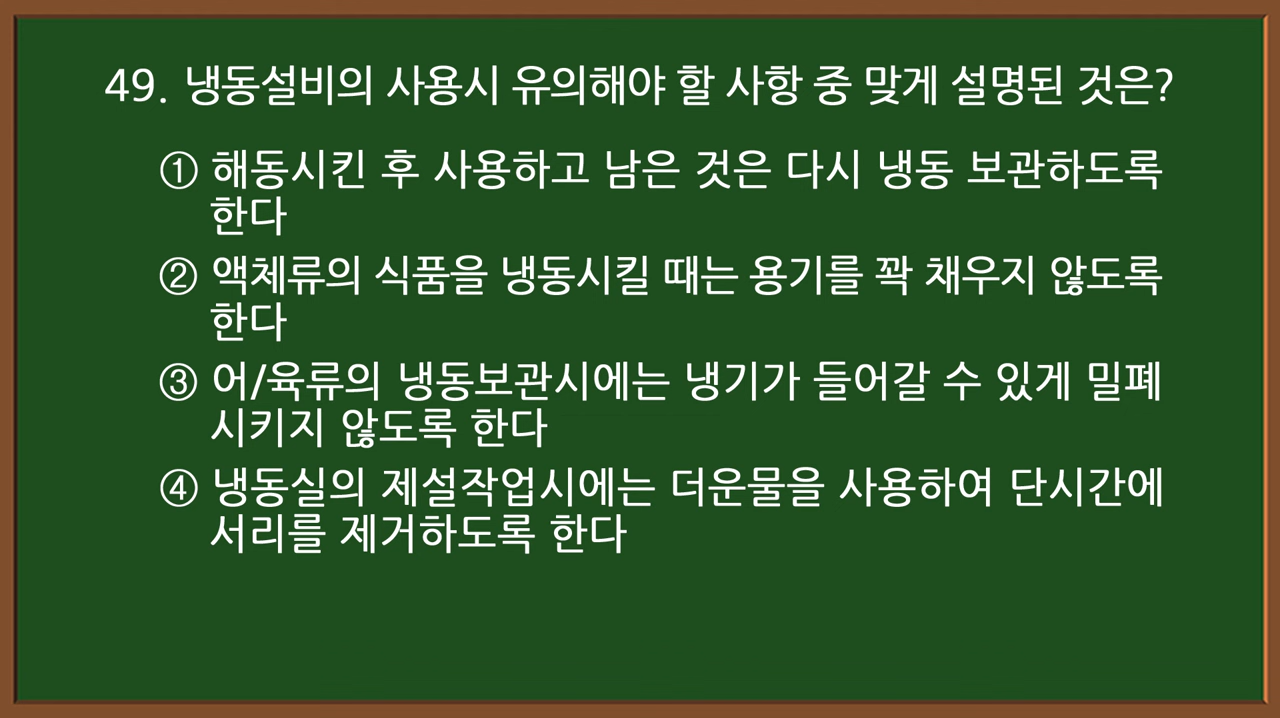 49. 냉동설비의 사용시 유의해야 할 사항 중 맞게 설명된 것은?
① 해동시킨 후 사용하고 남은 것은 다시 냉동 보관하도록
한다
② 액체류의 식품을 냉동시킬 때는 용기를 꽉 채우지 않도록
한다
③ 어/육류의 냉동보관시에는 냉기가 들어갈 수 있게 밀폐
시키지 않도록 한다
④ 냉동실의 제설작업시에는 더운물을 사용하여 단시간에
서리를 제거하도록 한다